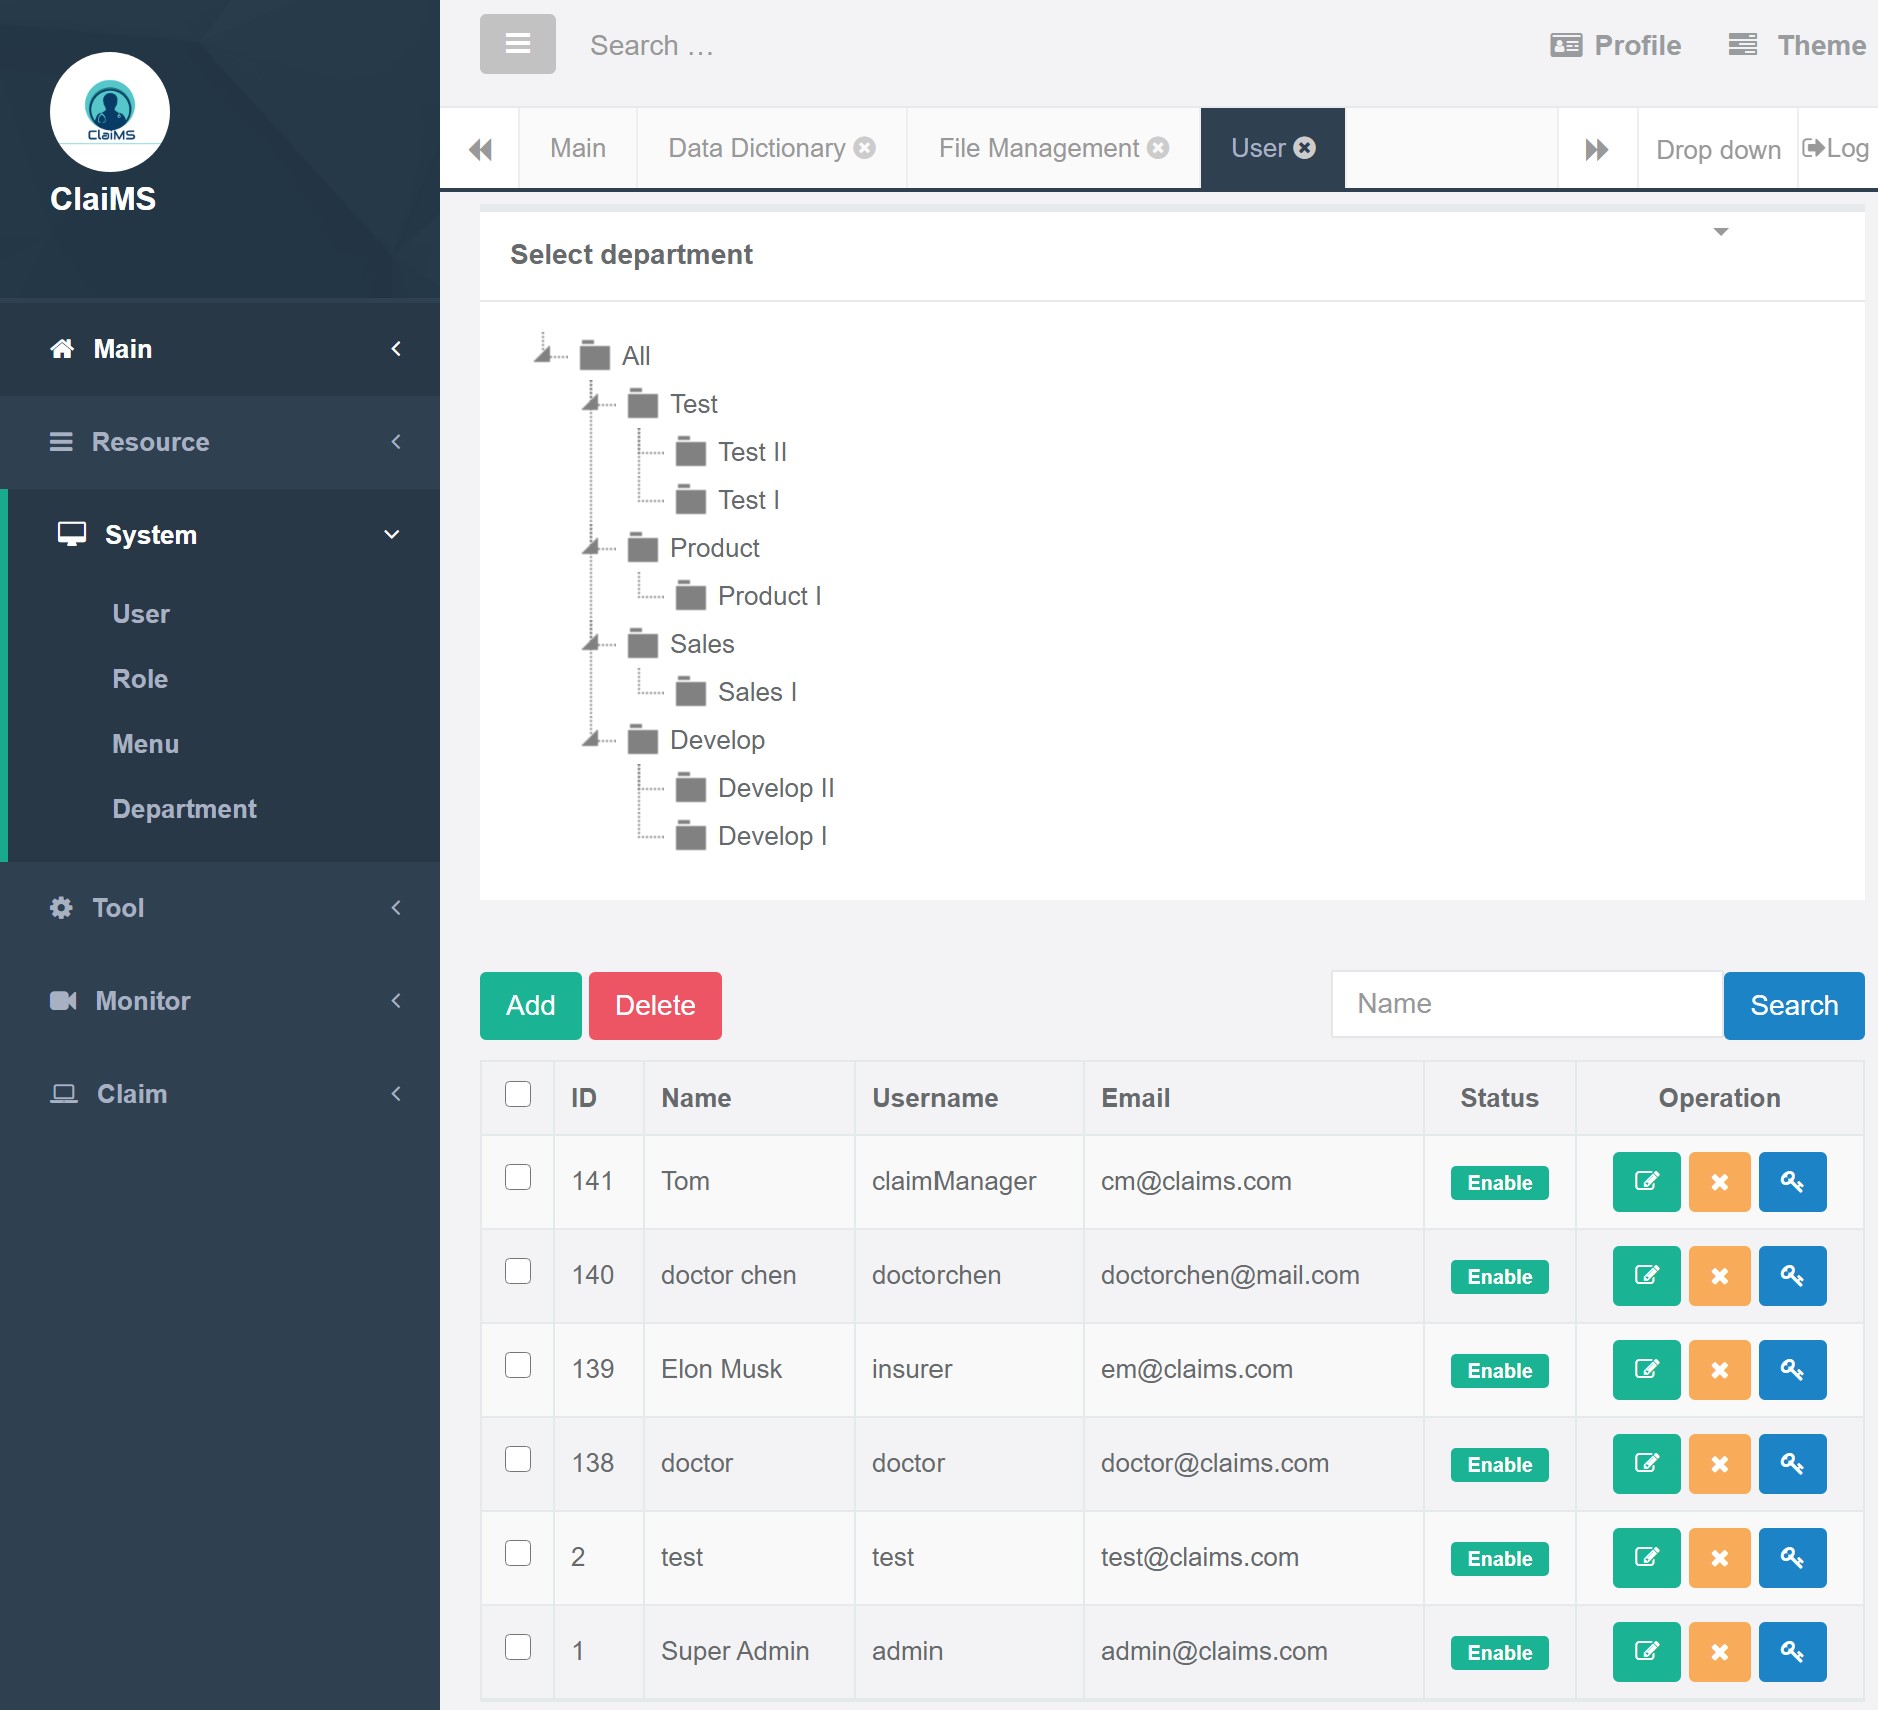 ClaiMS
ClaiMS
Main
Resource
System
User
Role
Menu
Department
Tool
Monitor
Claim
Search …
Profile
Theme
Main
Data Dictionary
File Management
User
Drop down
Log
Select department
All
Test
Test II
Test I
Product
Product I
Sales
Sales I
Develop
Develop II
Develop I
Add
Delete
Name
Search
ID Name Username Email Status Operation
141 Tom claimManager cm@claims.com Enable
140 doctor chen doctorchen doctorchen@mail.com Enable
139 Elon Musk insurer em@claims.com Enable
138 doctor doctor doctor@claims.com Enable
2 test test test@claims.com Enable
1 Super Admin admin admin@claims.com Enable